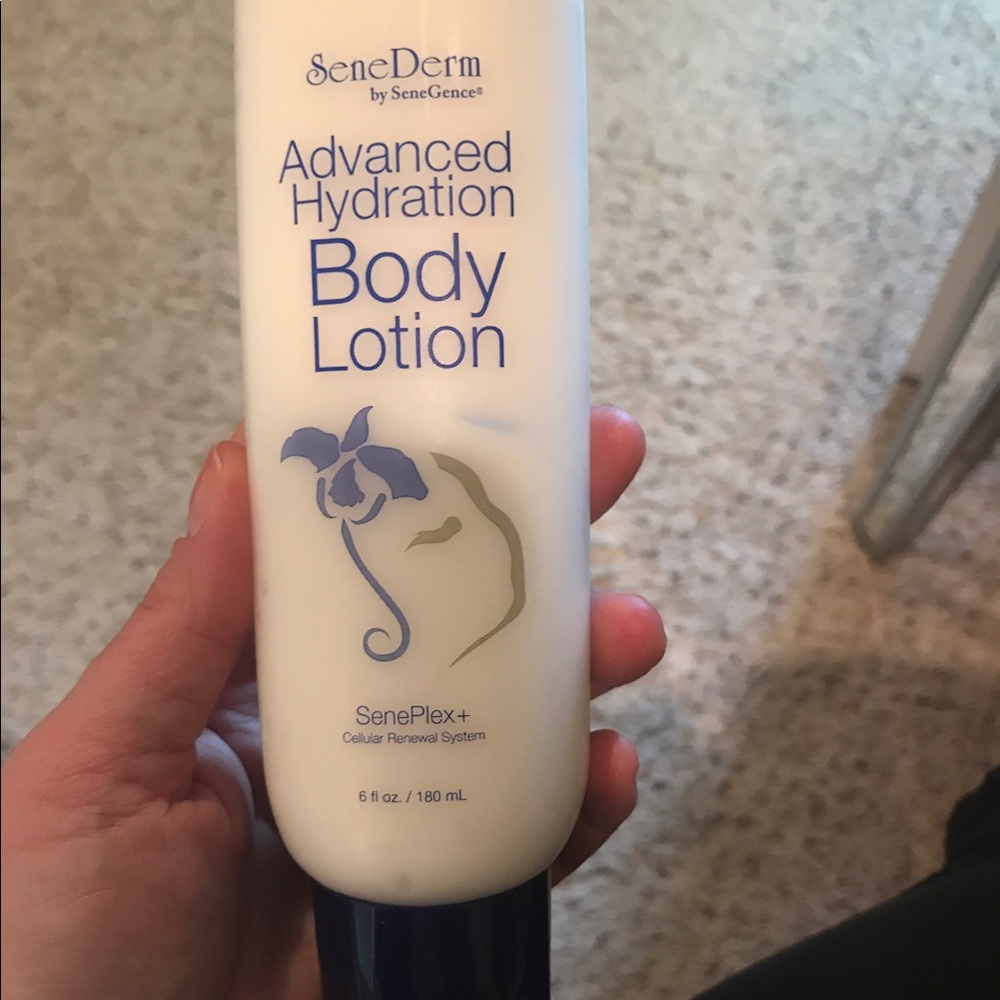 SeneDerm
by SeneGence®
Advanced
Hydration
Body
Lotion
SenePlex+
Cellular Renewal System
6 fl oz. / 180 mL